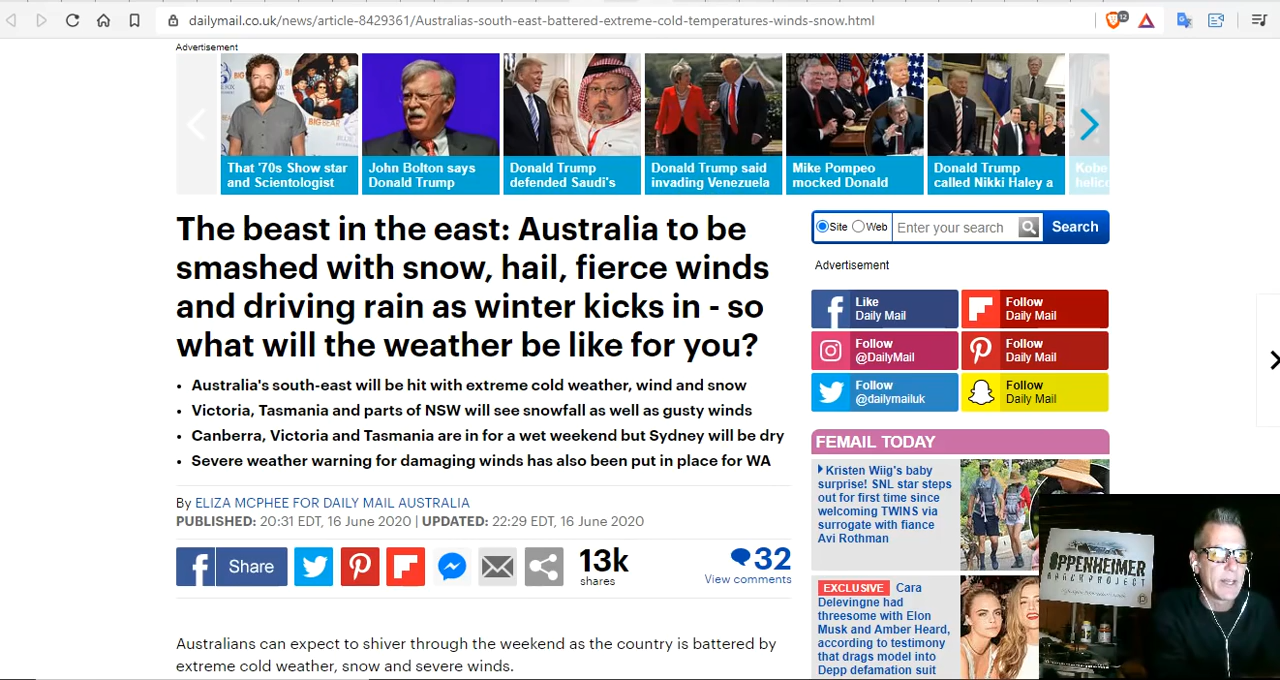 dailymail.co.uk/news/article-8429361/Australias-south-east-battered-extreme-cold-temperatures-winds-snow.html
12
Advertisement
That '70s Show star
and Scientologist
John Bolton says
Donald Trump
Donald Trump
defended Saudi's
Donald Trump said
invading Venezuela
Mike Pompeo
mocked Donald
Donald Trump
called Nikki Haley a
Kobe
helic
The beast in the east: Australia to be
smashed with snow, hail, fierce winds
and driving rain as winter kicks in - so
what will the weather be like for you?
• Australia's south-east will be hit with extreme cold weather, wind and snow
• Victoria, Tasmania and parts of NSW will see snowfall as well as gusty winds
• Canberra, Victoria and Tasmania are in for a wet weekend but Sydney will be dry
• Severe weather warning for damaging winds has also been put in place for WA
By ELIZA MCPHEE FOR DAILY MAIL AUSTRALIA
PUBLISHED: 20:31 EDT, 16 June 2020 | UPDATED: 22:29 EDT, 16 June 2020
Share
13k
shares
32
View comments
Australians can expect to shiver through the weekend as the country is battered by
extreme cold weather, snow and severe winds.
Site Web Enter your search Search
Advertisement
Like
Daily Mail
Follow
Daily Mail
Follow
@DailyMail
Follow
Daily Mail
Follow
@dailymailuk
Follow
Daily Mail
FEMAIL TODAY
Kristen Wiig's baby
surprise! SNL star steps
out for first time since
welcoming TWINS via
surrogate with fiance
Avi Rothman
EXCLUSIVE Cara
Delevingne had
threesome with Elon
Musk and Amber Heard,
according to testimony
that drags model into
Depp defamation suit
OPPENHEIMER
RANCH PROJECT